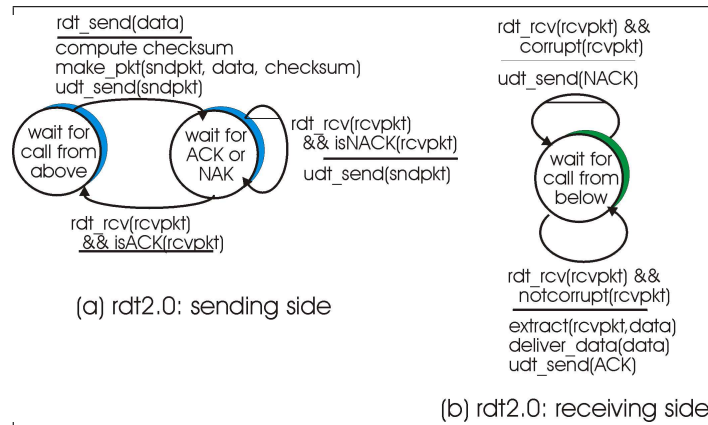 rdt_send(data)
compute checksum
make_pkt(sndpkt, data, checksum)
udt_send(sndpkt)
wait for
call from
above
wait for
ACK or
NAK
rdt_rcv(rcvpkt)
&& isNACK(rcvpkt)
udt_send(sndpkt)
rdt_rcv(rcvpkt)
&& isACK(rcvpkt)
(a) rdt2.0: sending side
rdt_rcv(rcvpkt) &&
corrupt(rcvpkt)
udt_send(NACK)
wait for
call from
below
rdt_rcv(rcvpkt) &&
notcorrupt(rcvpkt)
extract(rcvpkt,data)
deliver_data(data)
udt_send(ACK)
(b) rdt2.0: receiving side